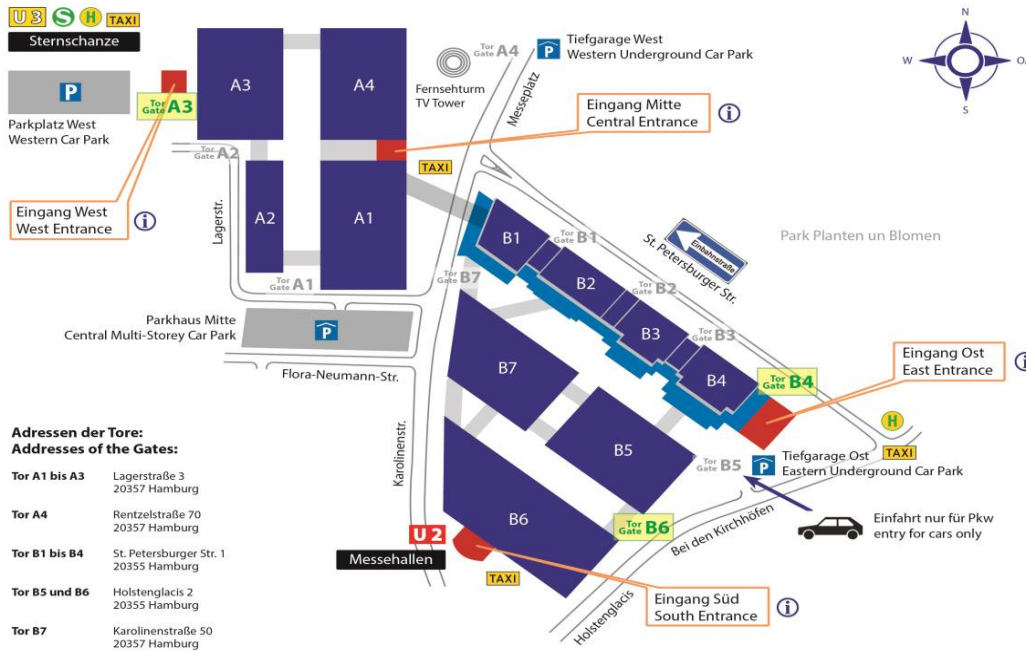 U3 S H TAXI
Sternschanze
P
Parkplatz West
Western Car Park
Tor
Gate A3
A3
A4
Fernsehturm
TV Tower
Tor
Gate A4
Messeplatz
P
Tiefgarage West
Western Underground Car Park
N
W
O/
S
Eingang Mitte
Central Entrance
i
Tor
Gate A2
TAXI
Eingang West
West Entrance
i
Lagerstr.
A2
A1
Tor
Gate A1
B1
Tor
Gate B1
Einbahnstraße
St. Petersburger Str.
Park Planten un Blomen
Tor
Gate B7
B2
Tor
Gate B2
B3
Tor
Gate B3
B4
Tor
Gate B4
Eingang Ost
East Entrance
i
Parkhaus Mitte
Central Multi-Storey Car Park
P
Flora-Neumann-Str.
B7
Karolinenstr.
B5
Tor
Gate B5
P
Tiefgarage Ost
Eastern Underground Car Park
H
TAXI
B6
Tor
Gate B6
Bei den Kirchhöfen
Einfahrt nur für Pkw
entry for cars only
U2
Messehallen
TAXI
Eingang Süd
South Entrance
i
Holstenglacis
Adressen der Tore:
Addresses of the Gates:
Tor A1 bis A3 Lagerstraße 3
20357 Hamburg
Tor A4 Rentzelstraße 70
20357 Hamburg
Tor B1 bis B4 St. Petersburger Str. 1
20355 Hamburg
Tor B5 und B6 Holstenglacis 2
20355 Hamburg
Tor B7 Karolinenstraße 50
20357 Hamburg